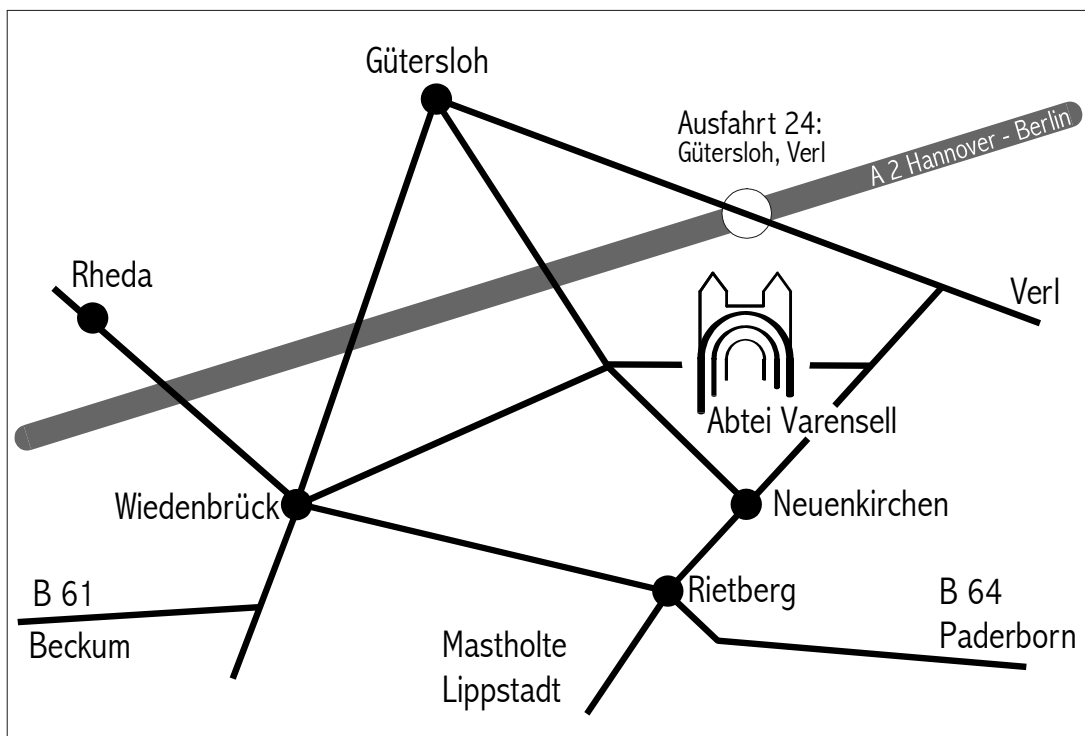 Gütersloh
Ausfahrt 24:
Gütersloh, Verl
A 2 Hannover - Berlin
Rheda
Verl
Abtei Varensell
Wiedenbrück
Neuenkirchen
B 61
Beckum
Rietberg
B 64
Paderborn
Mastholte
Lippstadt